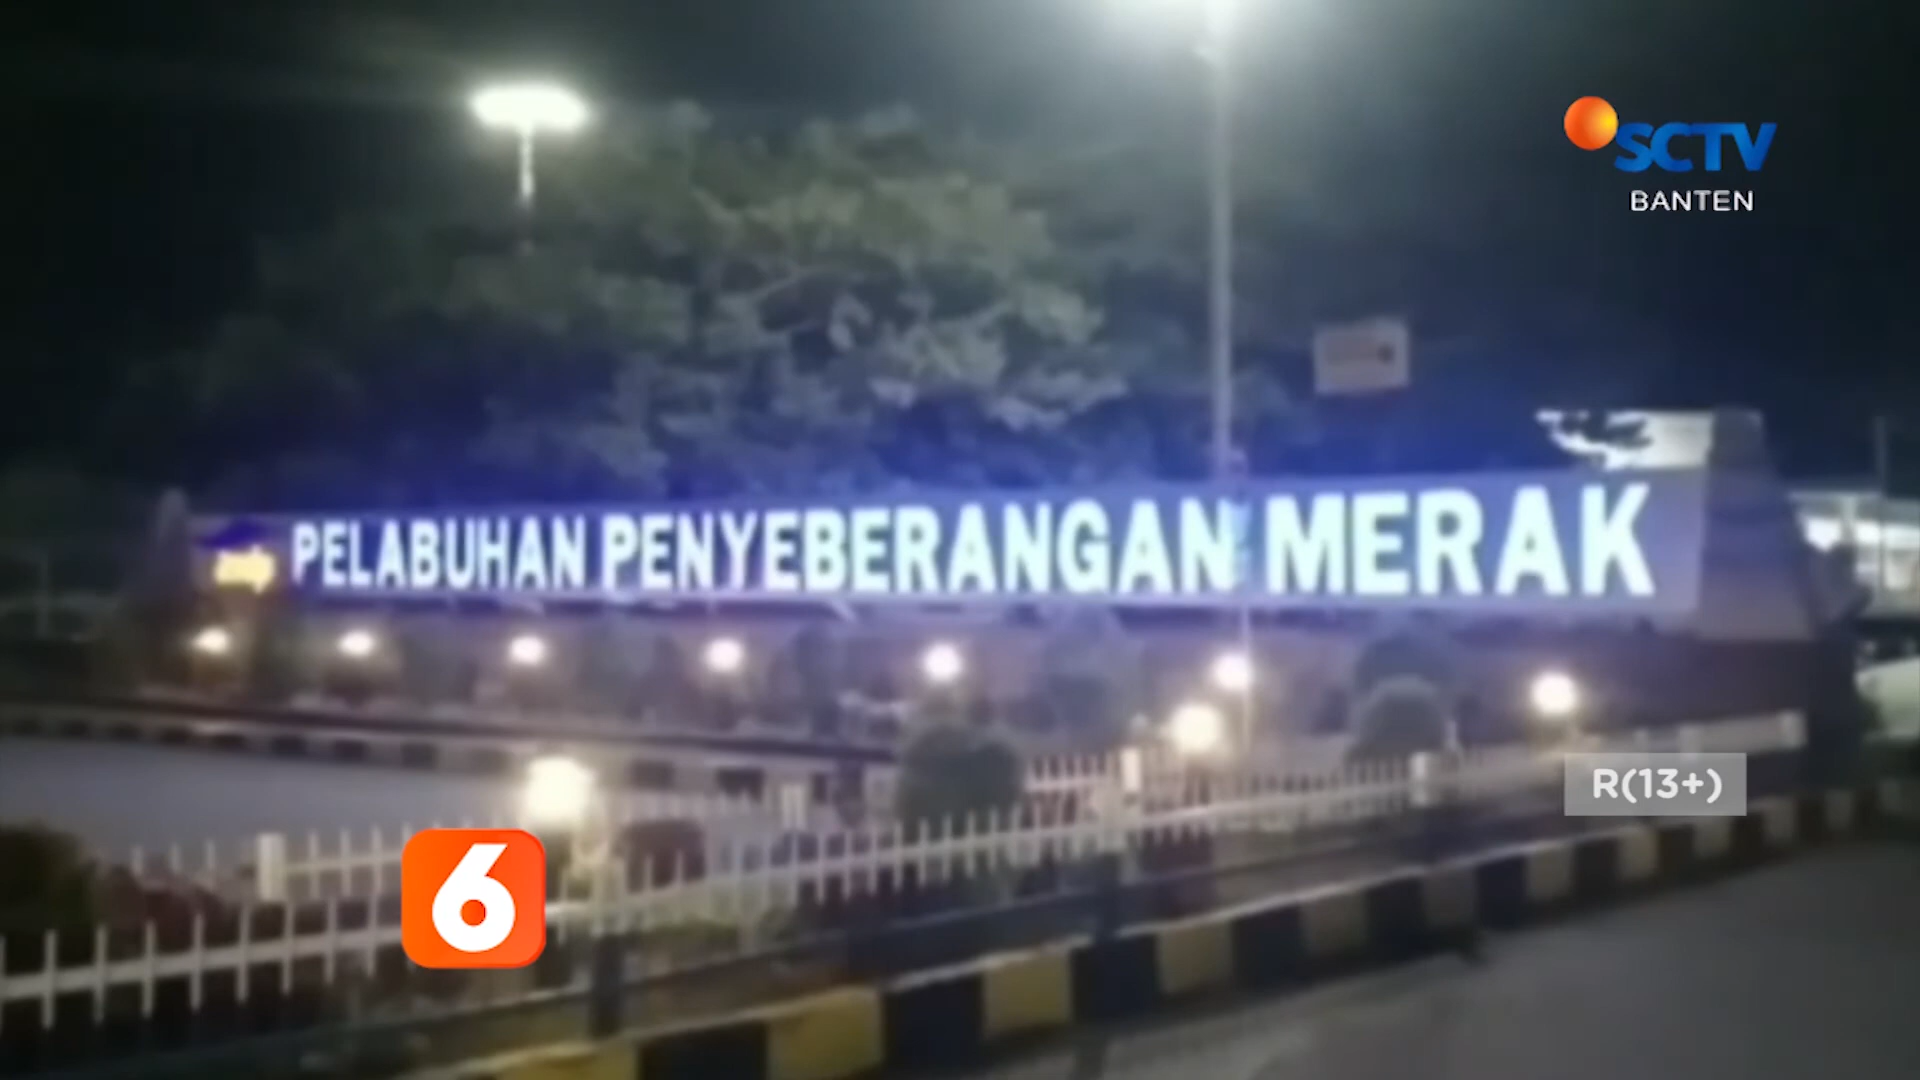 SCTV
BANTEN
PELABUHAN PENYEBERANGAN MERAK
R(13+)
6